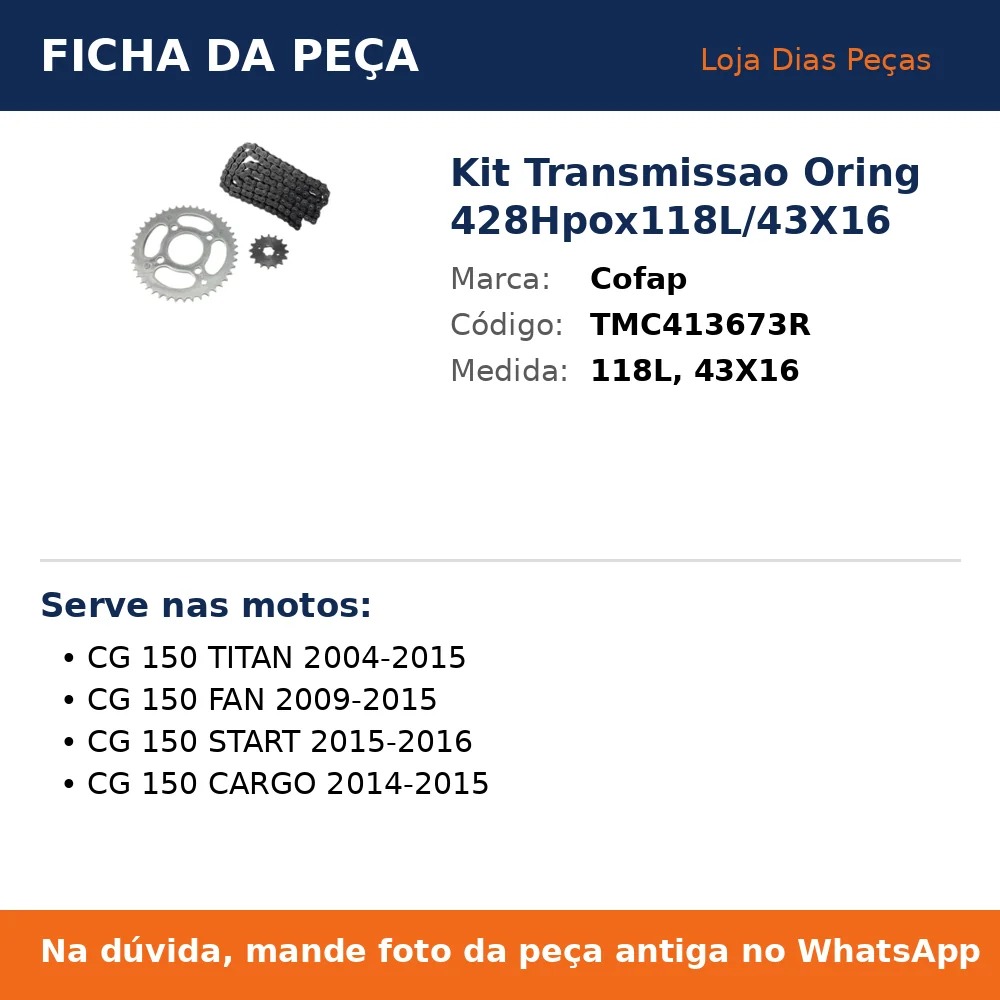 FICHA DA PEÇA
Loja Dias Peças
Kit Transmissao Oring
428Hpox118L/43X16
Marca: Cofap
Código: TMC413673R
Medida: 118L, 43X16
Serve nas motos:
• CG 150 TITAN 2004-2015
• CG 150 FAN 2009-2015
• CG 150 START 2015-2016
• CG 150 CARGO 2014-2015
Na dúvida, mande foto da peça antiga no WhatsApp